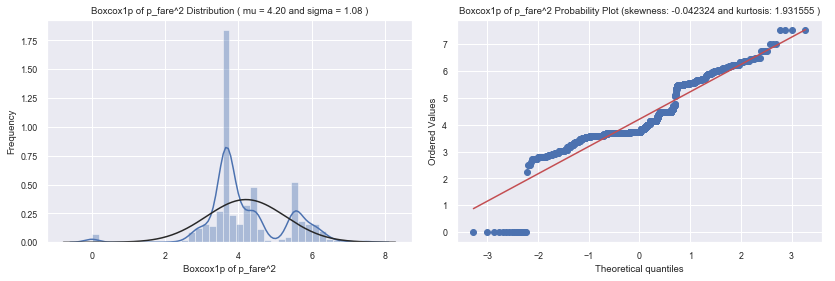 Boxcox1p of p_fare^2 Distribution ( mu = 4.20 and sigma = 1.08 )
1.75
1.50
1.25
1.00
0.75
0.50
0.25
0.00
Frequency
0 2 4 6 8
Boxcox1p of p_fare^2
Boxcox1p of p_fare^2 Probability Plot (skewness: -0.042324 and kurtosis: 1.931555 )
7
6
5
4
3
2
1
0
Ordered Values
−3 −2 −1 0 1 2 3
Theoretical quantiles